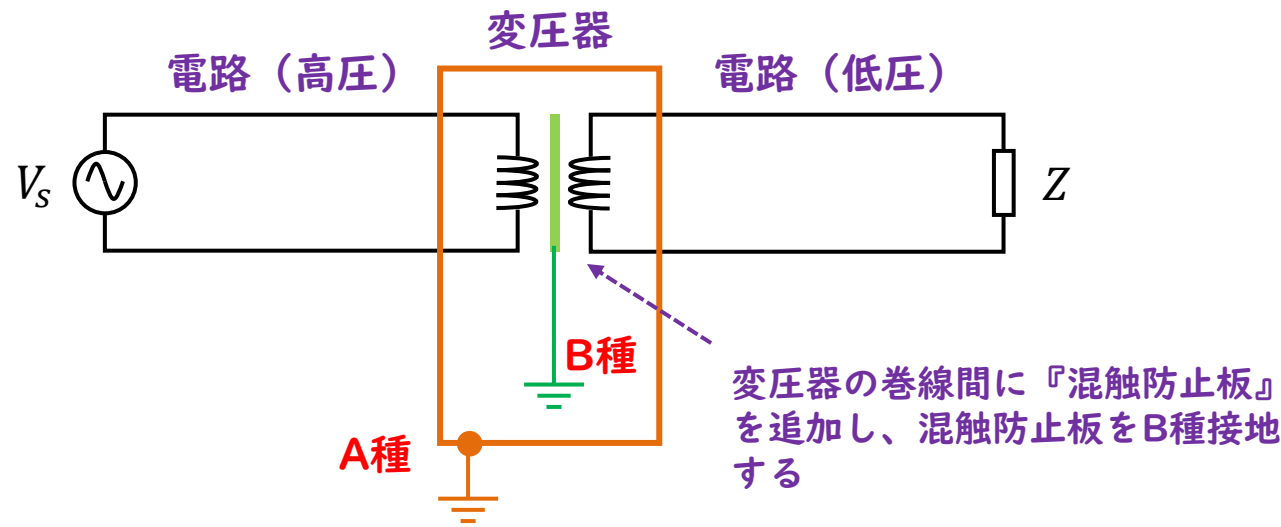 変圧器
電路（高圧）
電路（低圧）
Vs
Z
B種
A種
変圧器の巻線間に『混触防止板』
を追加し、混触防止板をB種接地
する